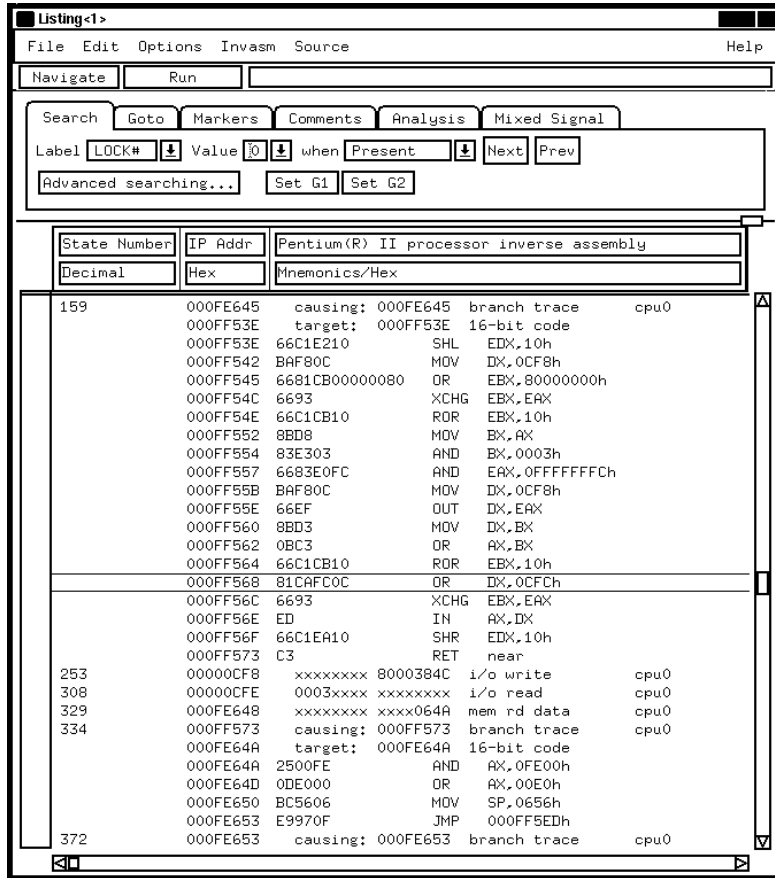 Listing<1>
File Edit Options Invasm Source Help
Navigate Run
Search Goto Markers Comments Analysis Mixed Signal
Label LOCK# Value 0 when Present Next Prev
Advanced searching... Set G1 Set G2
State Number IP Addr Pentium(R) II processor inverse assembly
Decimal Hex Mnemonics/Hex
159 000FE645 causing: 000FE645 branch trace cpu0
000FF53E target: 000FF53E 16-bit code
000FF53E 66C1E210 SHL EDX,10h
000FF542 BAF80C MOV DX,0CF8h
000FF545 6681CB00000080 OR EBX,80000000h
000FF54C 6693 XCHG EBX,EAX
000FF54E 66C1CB10 ROR EBX,10h
000FF552 8BD8 MOV BX,AX
000FF554 83E303 AND BX,0003h
000FF557 6683E0FC AND EAX,0FFFFFFFCh
000FF55B BAF80C MOV DX,0CF8h
000FF55E 66EF OUT DX,EAX
000FF560 8BD3 MOV DX,BX
000FF562 0BC3 OR AX,BX
000FF564 66C1CB10 ROR EBX,10h
000FF568 81CAFC0C OR DX,0CFCh
000FF56C 6693 XCHG EBX,EAX
000FF56E ED IN AX,DX
000FF56F 66C1EA10 SHR EDX,10h
000FF573 C3 RET near
253 00000CF8 xxxxxxxx 8000384C i/o write cpu0
308 00000CFE 0003xxxx xxxxxxxx i/o read cpu0
329 000FE648 xxxxxxxx xxxx064A mem rd data cpu0
334 000FF573 causing: 000FF573 branch trace cpu0
000FE64A target: 000FE64A 16-bit code
000FE64A 2500FE AND AX,0FE00h
000FE64D 0DE000 OR AX,00E0h
000FE650 BC5606 MOV SP,0656h
000FE653 E9970F JMP 000FF5EDh
372 000FE653 causing: 000FE653 branch trace cpu0